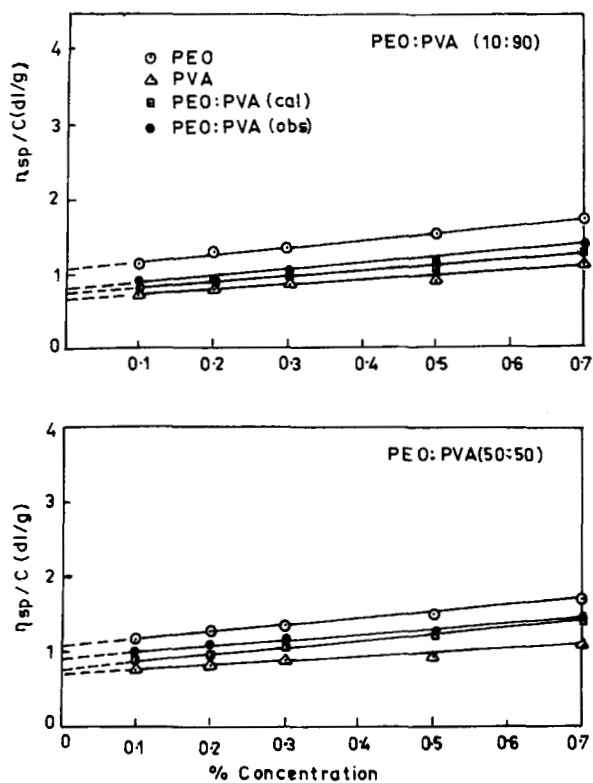 PEO:PVA (10:90)
PEO
PVA
PEO:PVA (cal)
PEO:PVA (obs)
ηsp/C(dl/g)
4
3
2
1
0
0·1 0·2 0·3 0·4 0·5 0·6 0·7
PEO:PVA(50:50)
ηsp/C (dl/g)
4
3
2
1
0
0 0·1 0·2 0·3 0·4 0·5 0·6 0·7
% Concentration